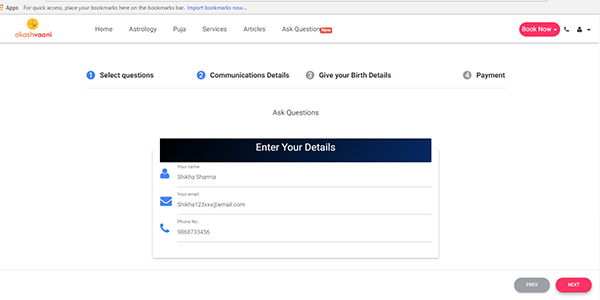 Apps For quick access, place your bookmarks here on the bookmarks bar. Import bookmarks now...
akashvaani
Home Astrology Puja Services Articles Ask Question New Book Now
1 Select questions 2 Communications Details 3 Give your Birth Details 4 Payment
Ask Questions
Enter Your Details
Your name
Shikha Sharma
Your email
Shikha123xxx@email.com
Phone No.
9868733456
PREV NEXT